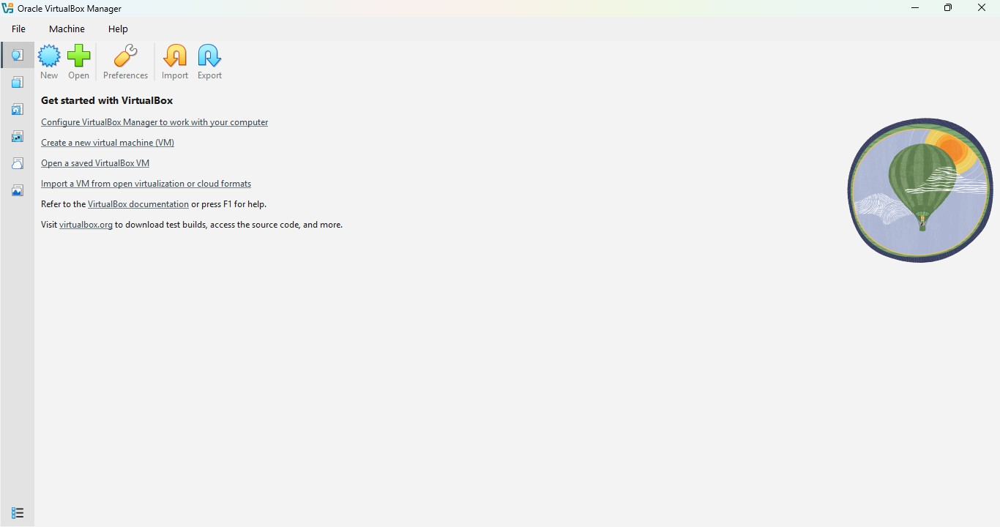 Oracle VirtualBox Manager
File Machine Help
New Open Preferences Import Export
Get started with VirtualBox
Configure VirtualBox Manager to work with your computer
Create a new virtual machine (VM)
Open a saved VirtualBox VM
Import a VM from open virtualization or cloud formats
Refer to the VirtualBox documentation or press F1 for help.
Visit virtualbox.org to download test builds, access the source code, and more.